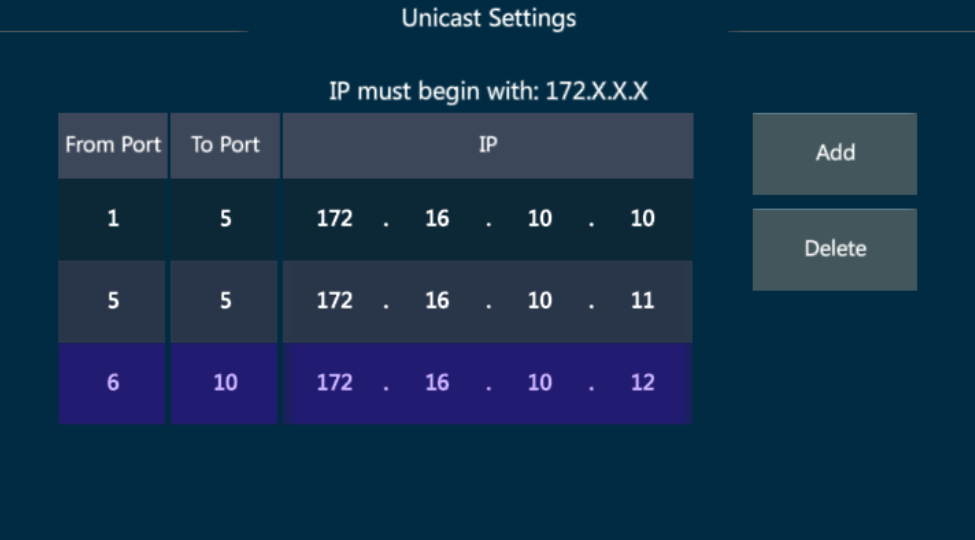 Unicast Settings
IP must begin with: 172.X.X.X
From Port To Port IP
Add
1 5 172 . 16 . 10 . 10
Delete
5 5 172 . 16 . 10 . 11
6 10 172 . 16 . 10 . 12